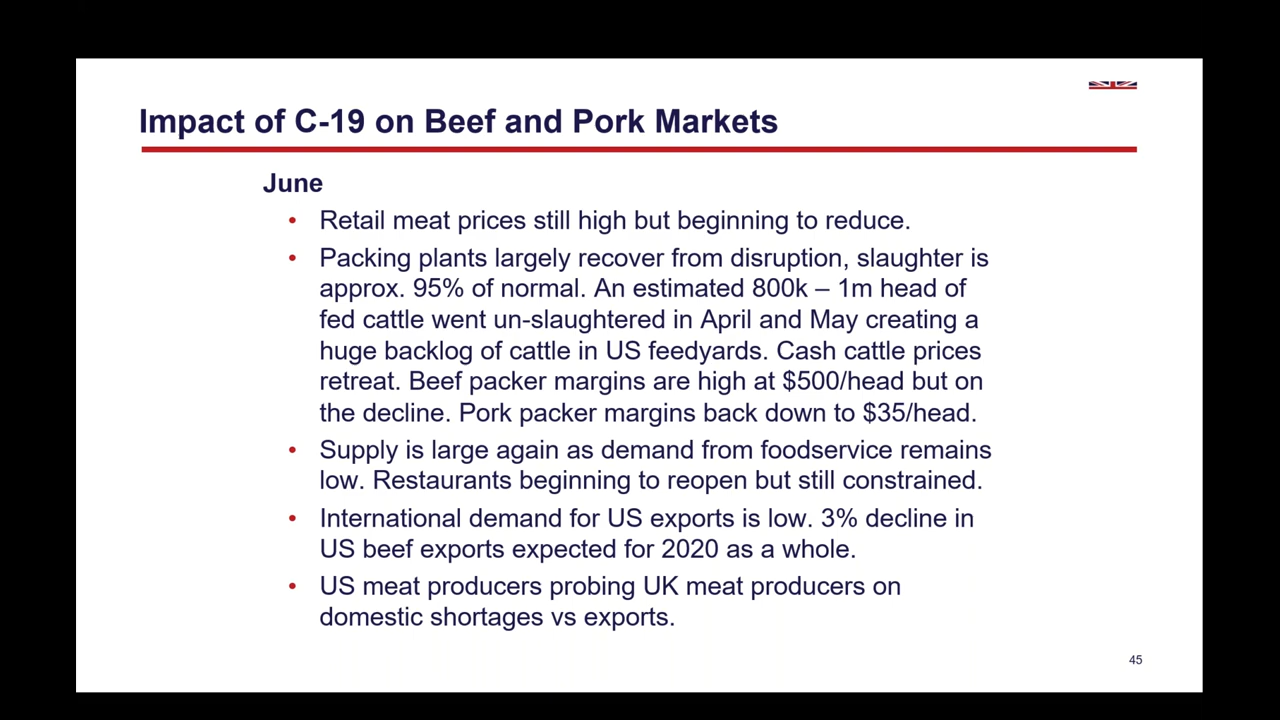 Impact of C-19 on Beef and Pork Markets
June
• Retail meat prices still high but beginning to reduce.
• Packing plants largely recover from disruption, slaughter is
approx. 95% of normal. An estimated 800k – 1m head of
fed cattle went un-slaughtered in April and May creating a
huge backlog of cattle in US feedyards. Cash cattle prices
retreat. Beef packer margins are high at $500/head but on
the decline. Pork packer margins back down to $35/head.
• Supply is large again as demand from foodservice remains
low. Restaurants beginning to reopen but still constrained.
• International demand for US exports is low. 3% decline in
US beef exports expected for 2020 as a whole.
• US meat producers probing UK meat producers on
domestic shortages vs exports.
45